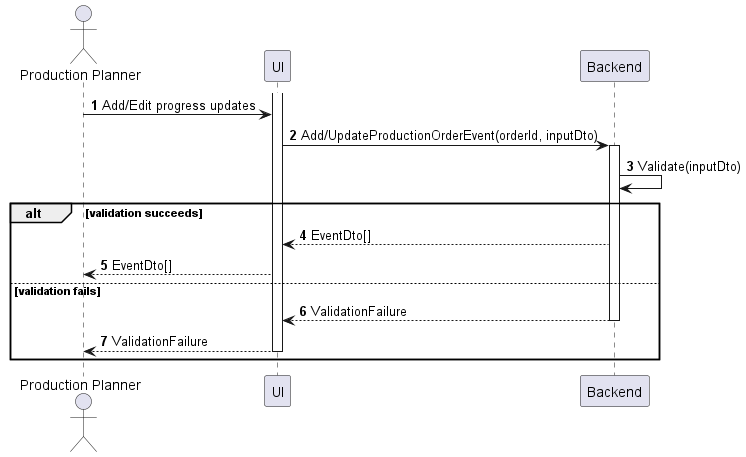 Production Planner
UI
Backend
1 Add/Edit progress updates
2 Add/UpdateProductionOrderEvent(orderId, inputDto)
3 Validate(inputDto)
alt
[validation succeeds]
4 EventDto[]
5 EventDto[]
[validation fails]
6 ValidationFailure
7 ValidationFailure
Production Planner
UI
Backend